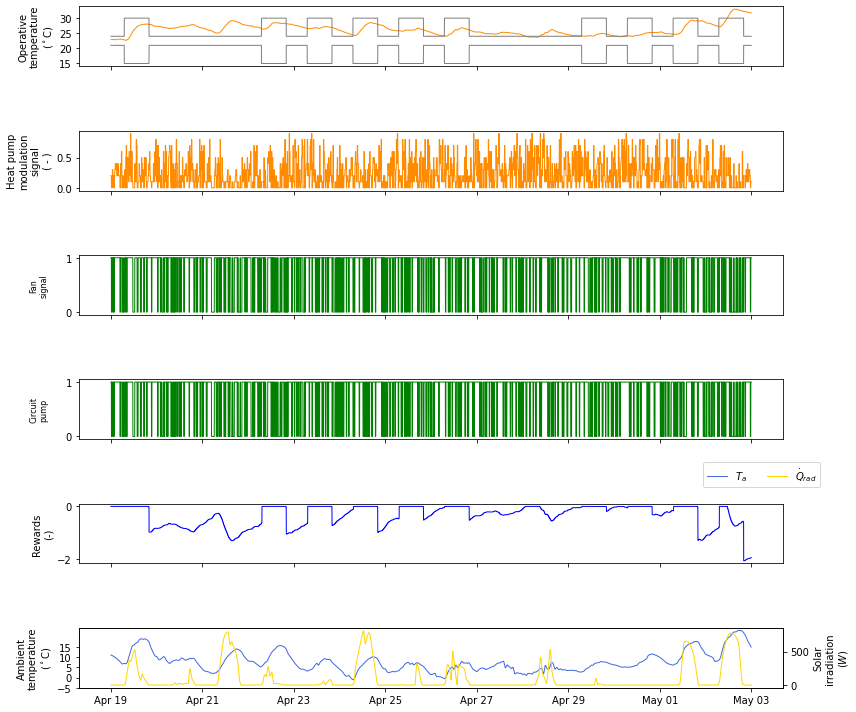 Operative
temperature
(°C)
30
25
20
15
Heat pump
modulation
signal
( - )
0.5
0.0
Fan
signal
1
0
Circuit
pump
1
0
T_a Q̇_rad
Rewards
(-)
0
−2
Ambient
temperature
(°C)
15
10
5
0
−5
500
0
Solar
irradiation
(W)
Apr 19 Apr 21 Apr 23 Apr 25 Apr 27 Apr 29 May 01 May 03